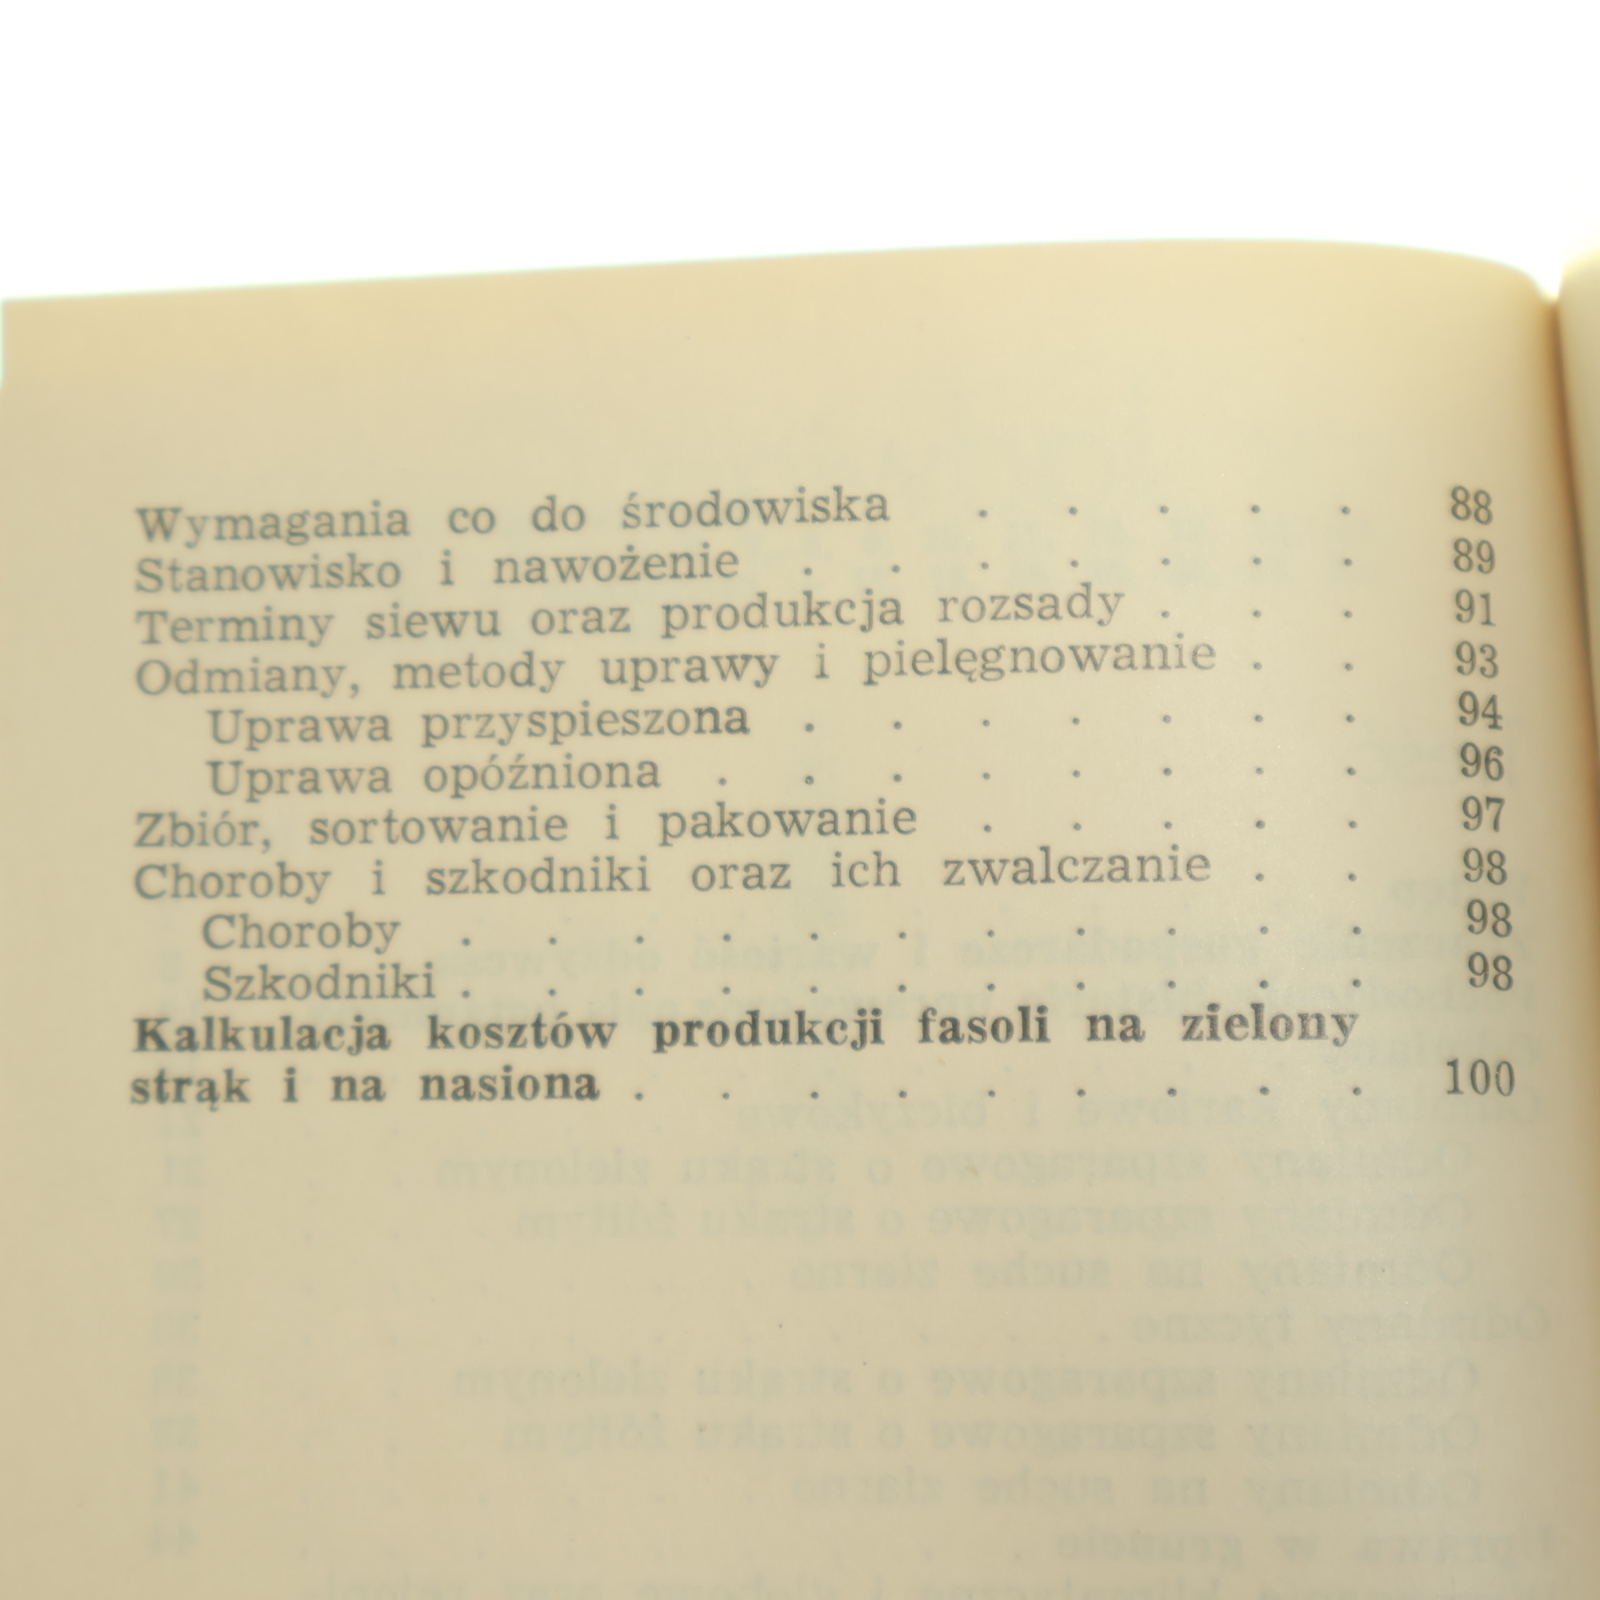 Wymagania co do środowiska . . . . . 88
Stanowisko i nawożenie . . . . . . . 89
Terminy siewu oraz produkcja rozsady . . . 91
Odmiany, metody uprawy i pielęgnowanie . . 93
Uprawa przyspieszona . . . . . . . 94
Uprawa opóźniona . . . . . . . . 96
Zbiór, sortowanie i pakowanie . . . . . 97
Choroby i szkodniki oraz ich zwalczanie . . 98
Choroby . . . . . . . . . . . 98
Szkodniki . . . . . . . . . . . 98
Kalkulacja kosztów produkcji fasoli na zielony
strąk i na nasiona . . . . . . . . . 100